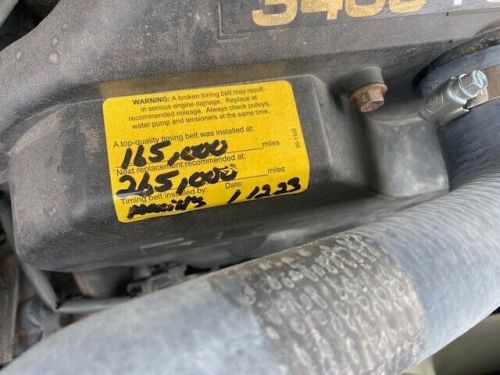 3400
WARNING: A broken timing belt may result
in serious engine damage. Replace at
recommended mileage. Always check pulleys,
water pump and tensioners at the same time.
A top-quality timing belt was installed at:
165,000 miles
Next replacement recommended at:
265,000 miles
Timing belt installed by: Date:
1/12.23